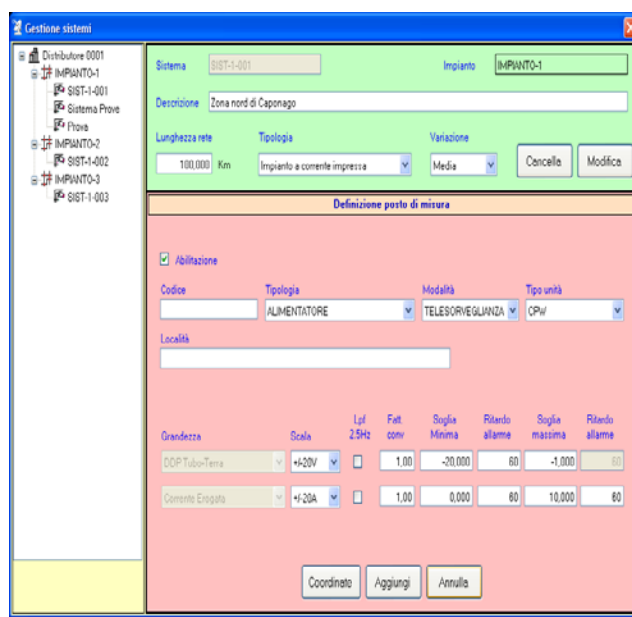 Gestione sistemi
Distributore 0001
IMPIANTO-1
SIST-1-001
Sistema Prove
Prova
IMPIANTO-2
SIST-1-002
IMPIANTO-3
SIST-1-003
Sistema SIST-1-001 Impianto IMPIANTO-1
Descrizione Zona nord di Caponago
Lunghezza rete Tipologia Variazione
100,000 Km Impianto a corrente impressa Media Cancella Modifica
Definizione posto di misura
Abilitazione
Codice Tipologia Modalità Tipo unità
ALIMENTATORE TELESORVEGLIANZA CPW
Località
Lpf Fatt. Soglia Ritardo Soglia Ritardo
Grandezza Scala 2.5Hz conv Minima allarme massima allarme
DDP Tubo-Terra +/-20V 1,00 -20,000 60 -1,000 60
Corrente Erogata +/-20A 1,00 0,000 60 10,000 60
Coordinate Aggiungi Annulla